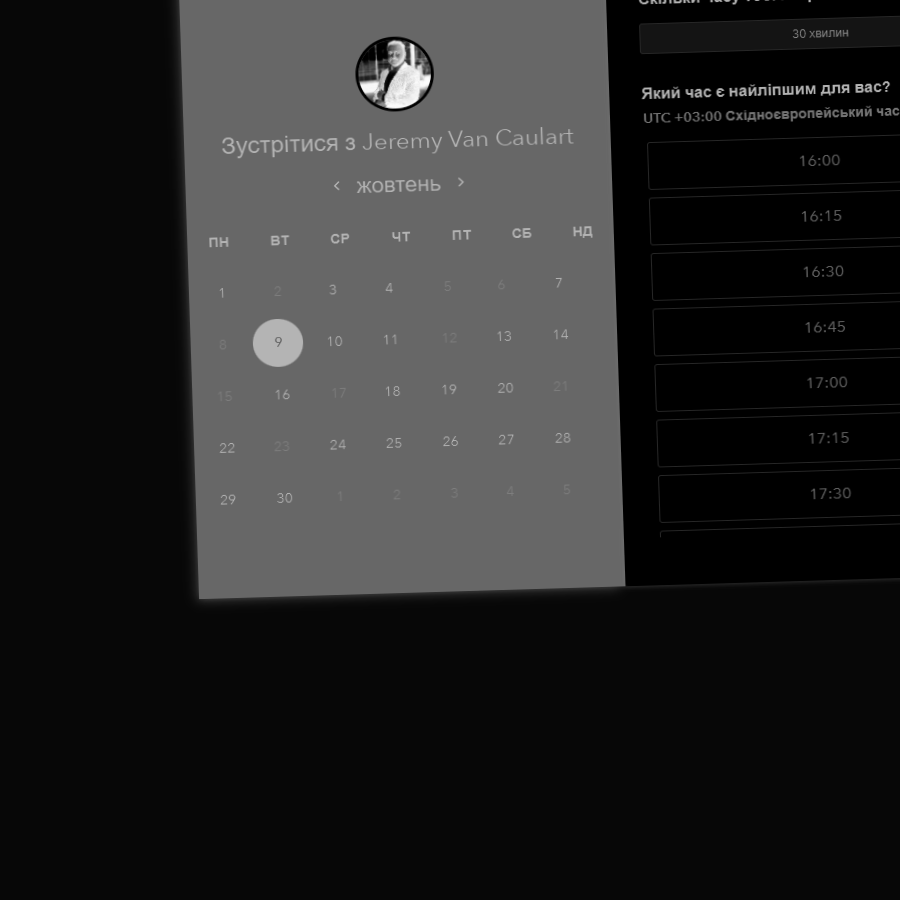 Зустрітися з Jeremy Van Caulart
‹ жовтень ›
ПН ВТ СР ЧТ ПТ СБ НД
1 2 3 4 5 6 7
8 9 10 11 12 13 14
15 16 17 18 19 20 21
22 23 24 25 26 27 28
29 30 1 2 3 4 5
30 хвилин
Який час є найліпшим для вас?
UTC +03:00 Східноєвропейський час
16:00
16:15
16:30
16:45
17:00
17:15
17:30